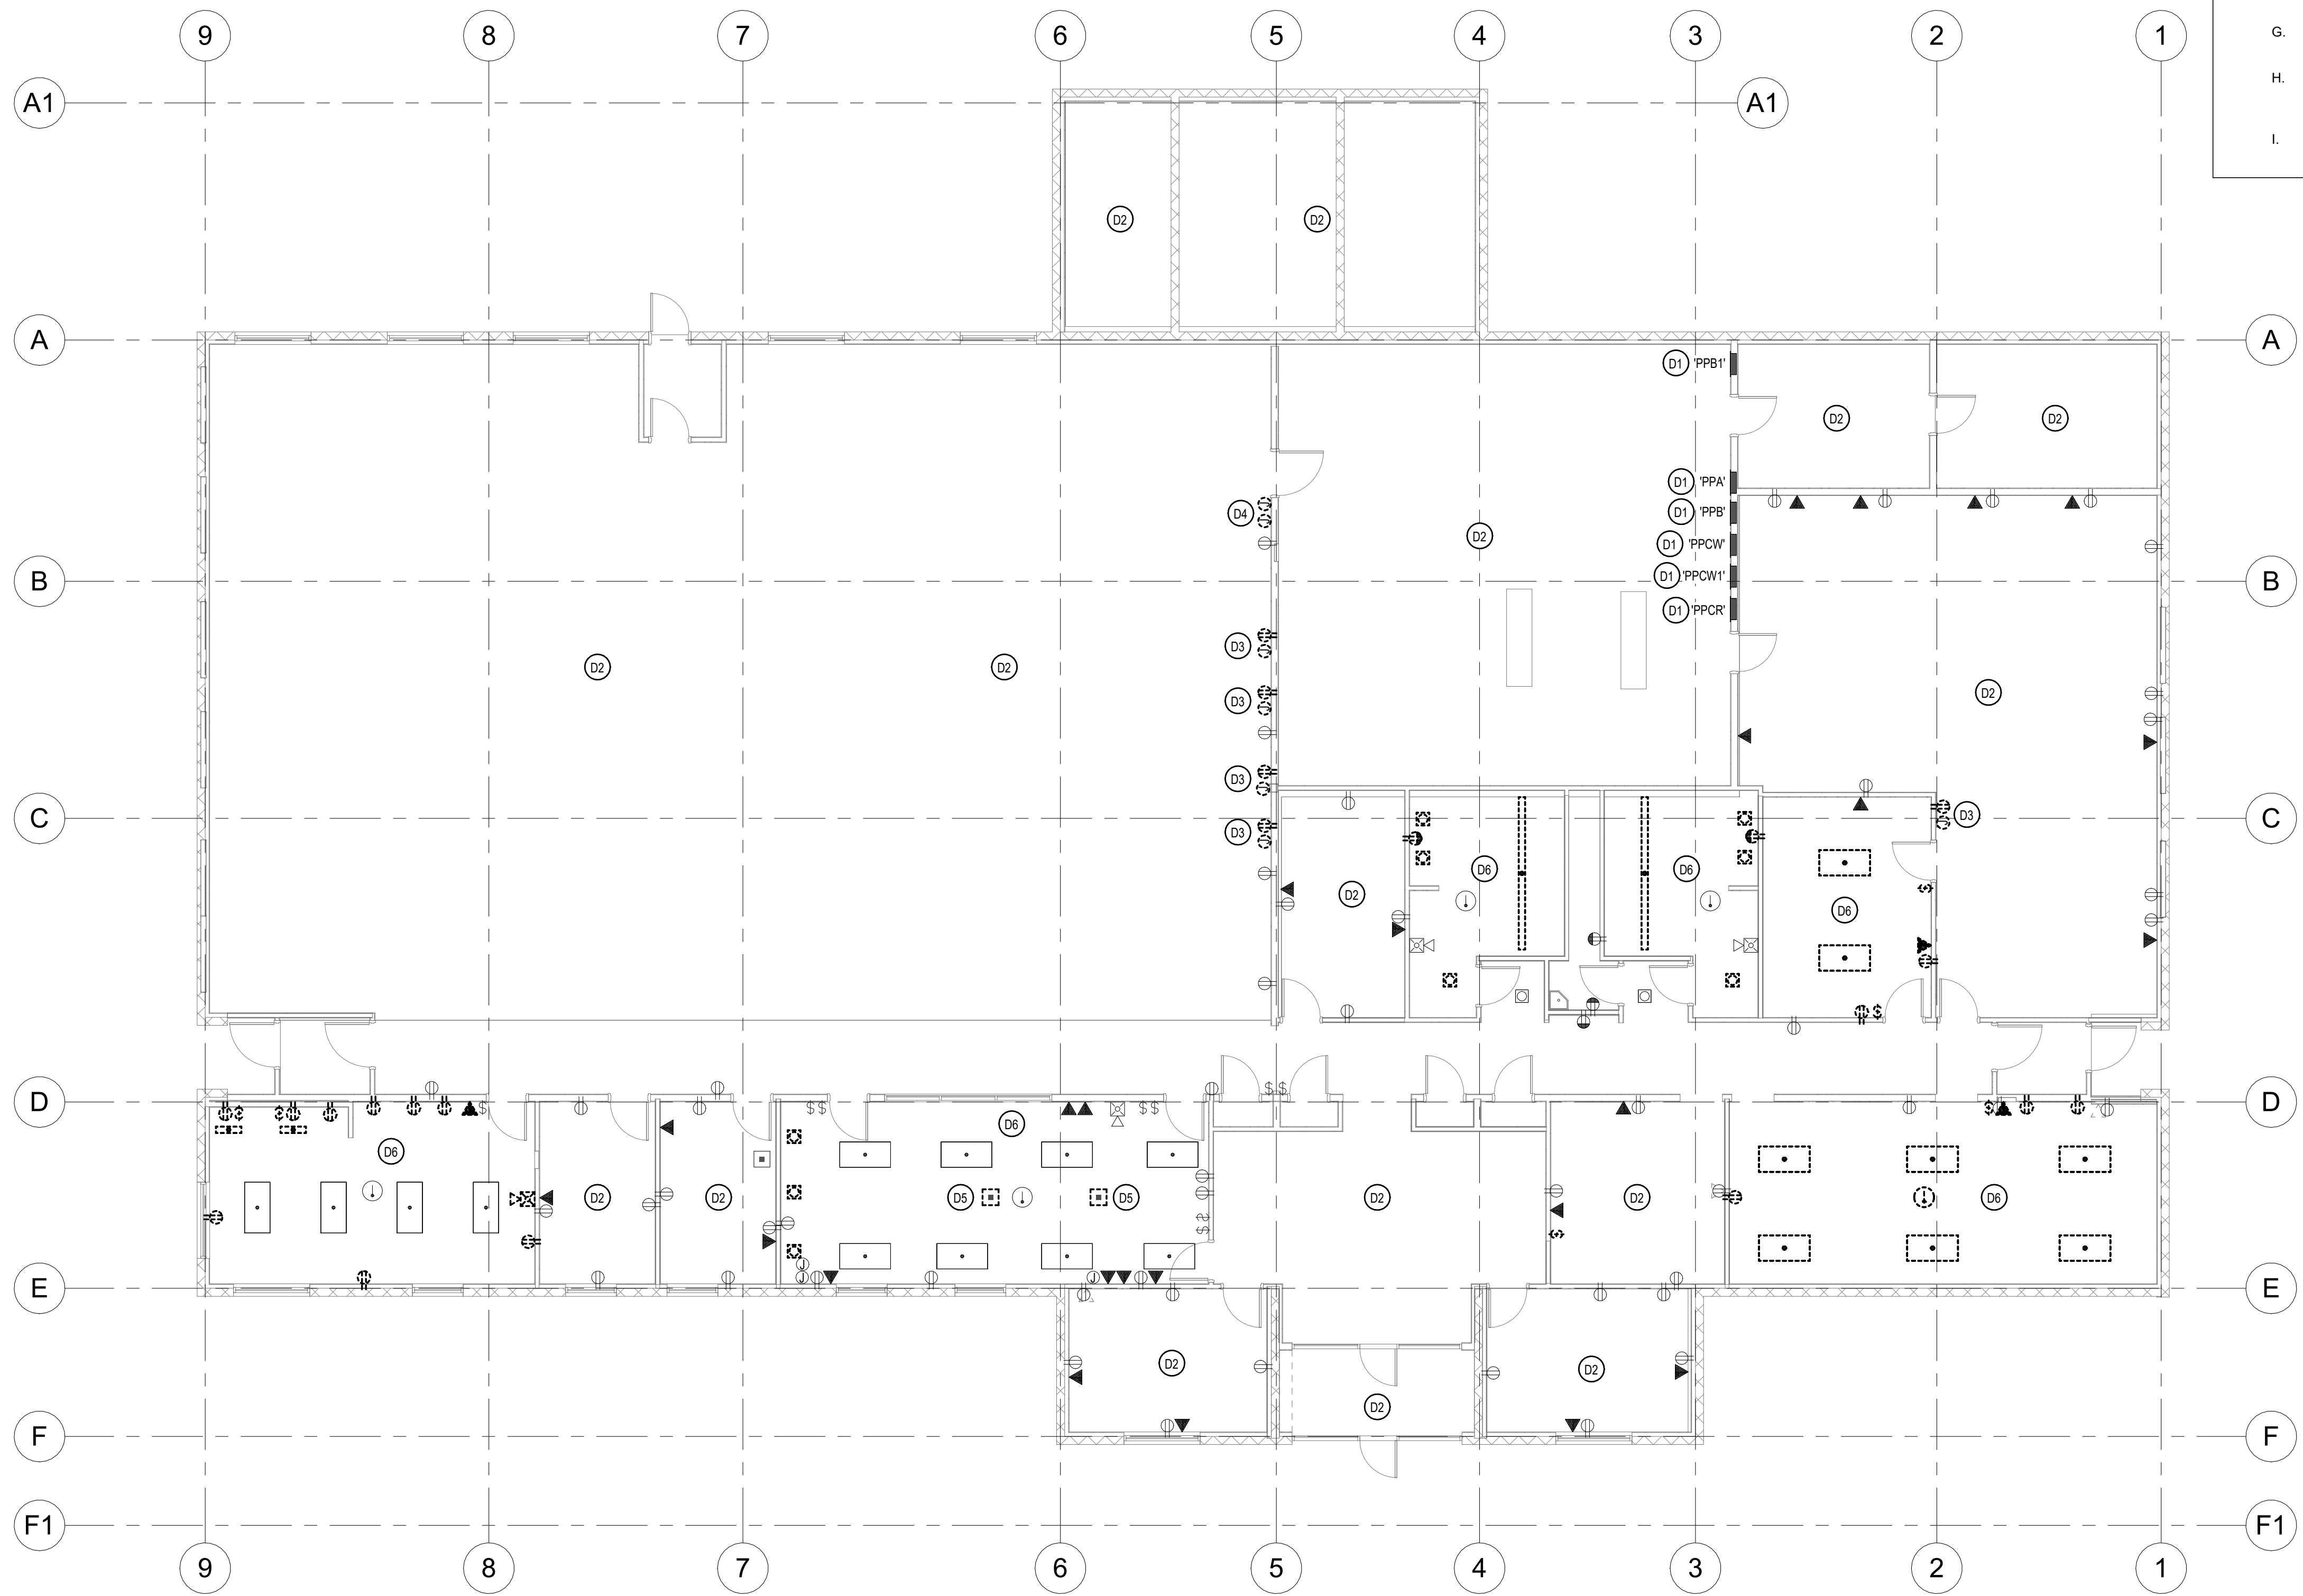 G.
9 8 7 6 5 4 3 2 1
H.
A1 A1
I.
D2 D2
A A
D1 'PPB1'
D2 D2
D1 'PPA'
D4 D1 'PPB'
D2
D1 'PPCW'
D1 'PPCW1'
B B
D1 'PPCR'
D3
D2 D2
D2
D3
D3
D3
C C
D3
D6 D6
D2
D6
$ $
D D
$ $ $ $ $
D6
D6
D2 D2 D5 D5 D2 D2 D6
$ $
J
J J
E E
D2 D2
D2
F F
F1 F1
9 8 7 6 5 4 3 2 1